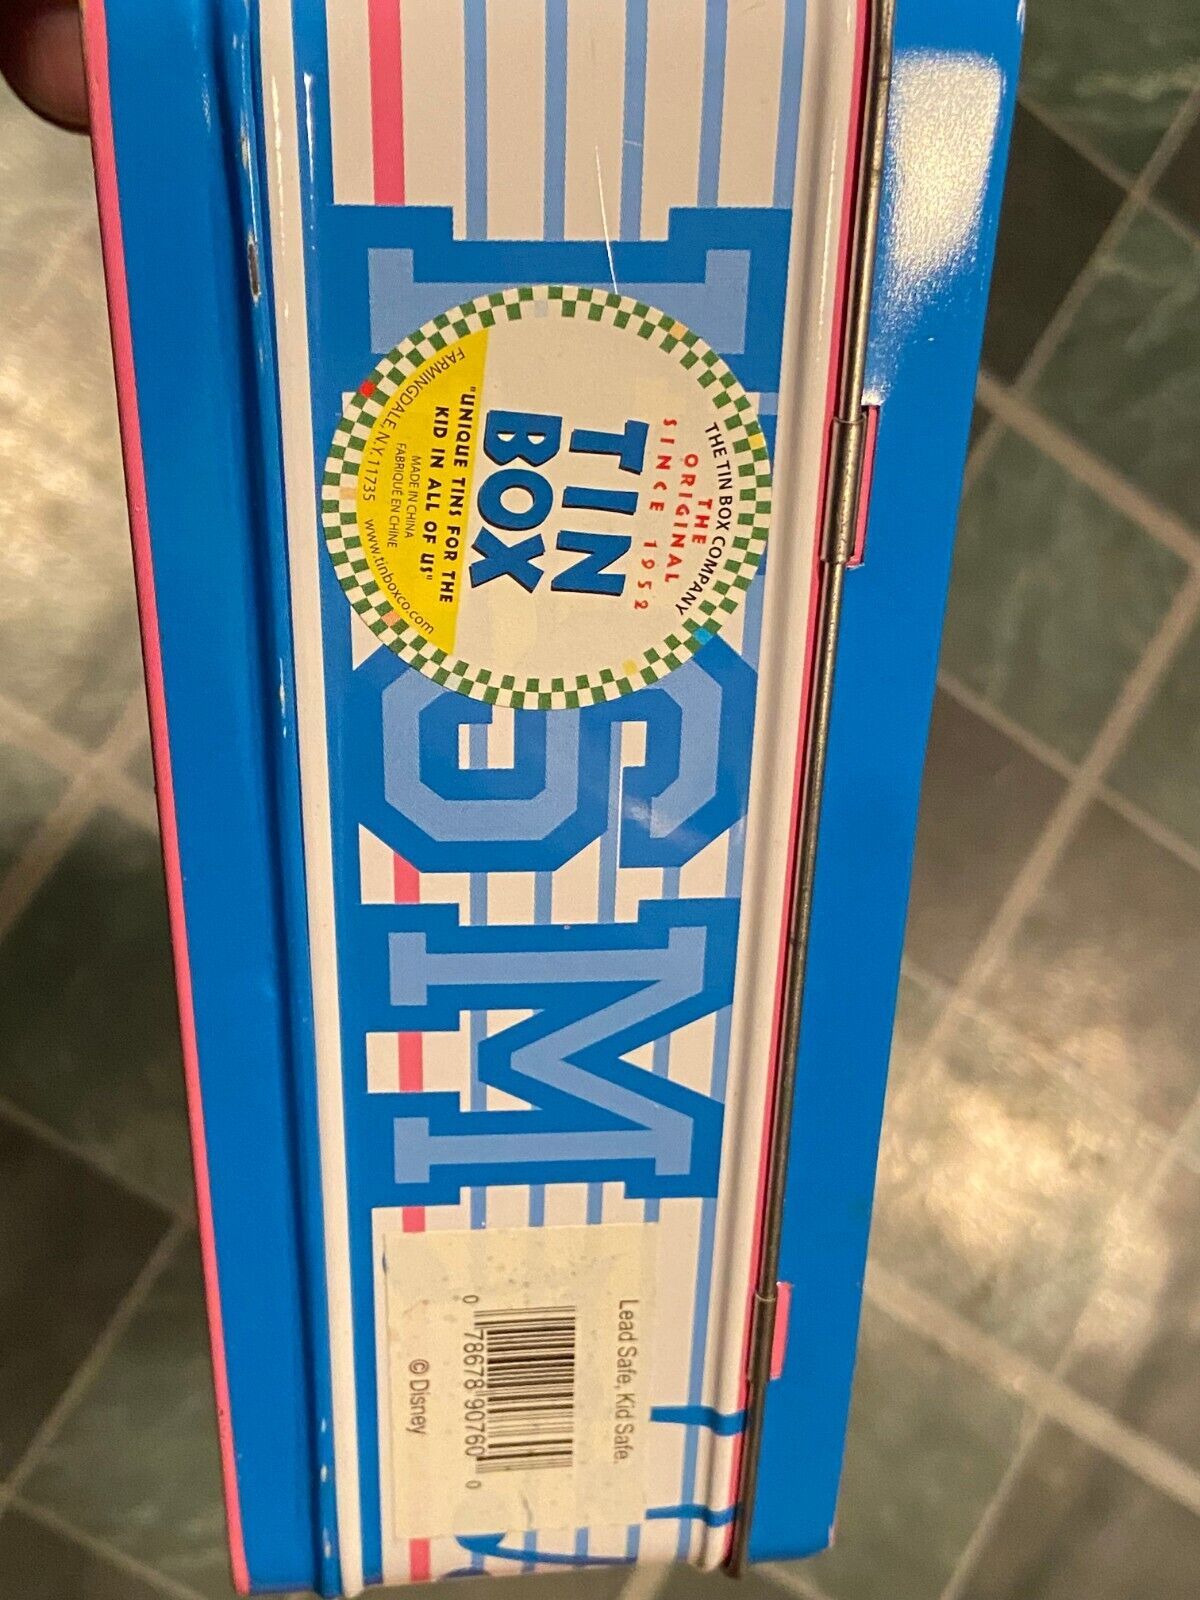 THE TIN BOX COMPANY
THE
ORIGINAL
SINCE 1952
TIN
BOX
"UNIQUE TINS FOR THE
KID IN ALL OF US"
MADE IN CHINA
FABRIQUÉ EN CHINE
FARMINGDALE, N.Y. 11735 www.tinboxco.com
SM
Lead Safe, Kid Safe.
0 78678 90760 0
© Disney